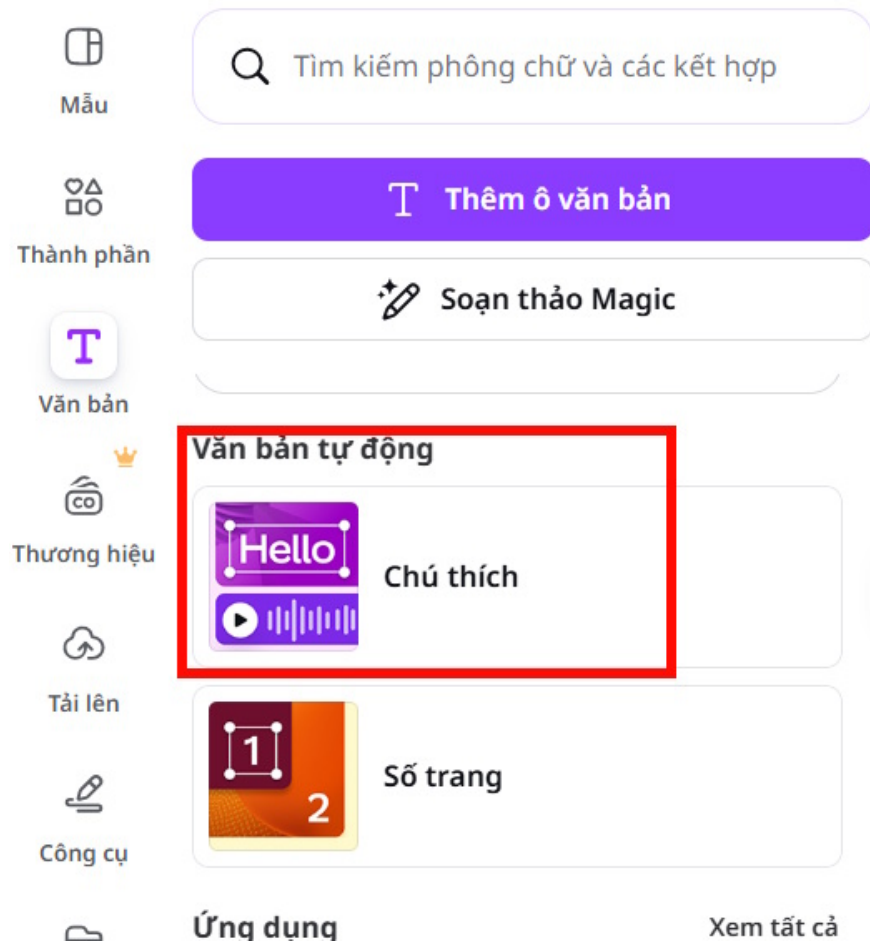 Mẫu
Thành phần
Văn bản
CO
Thương hiệu
Tải lên
Công cụ
Tìm kiếm phông chữ và các kết hợp
T Thêm ô văn bản
Soạn thảo Magic
Văn bản tự động
Hello
Chú thích
1
2
Số trang
Ứng dụng Xem tất cả